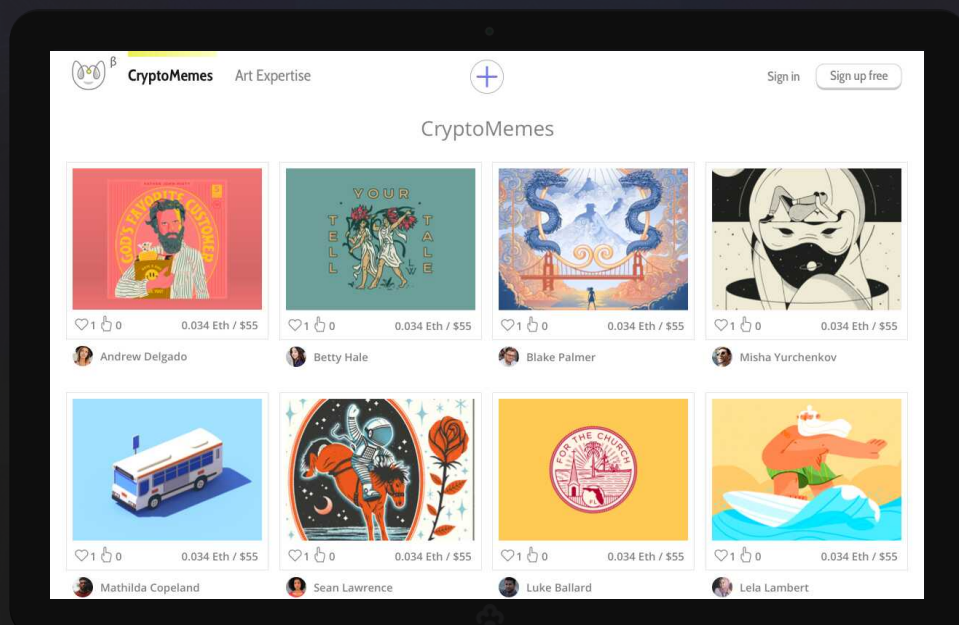 β
CryptoMemes Art Expertise Sign in Sign up free
CryptoMemes
GOD'S FAVORITE CUSTOMER
YOUR
TELL
TALE
LW
FOR THE CHURCH
FL
♡1 0 0.034 Eth / $55
♡1 0 0.034 Eth / $55
♡1 0 0.034 Eth / $55
♡1 0 0.034 Eth / $55
Andrew Delgado
Betty Hale
Blake Palmer
Misha Yurchenkov
♡1 0 0.034 Eth / $55
♡1 0 0.034 Eth / $55
♡1 0 0.034 Eth / $55
♡1 0 0.034 Eth / $55
Mathilda Copeland
Sean Lawrence
Luke Ballard
Lela Lambert